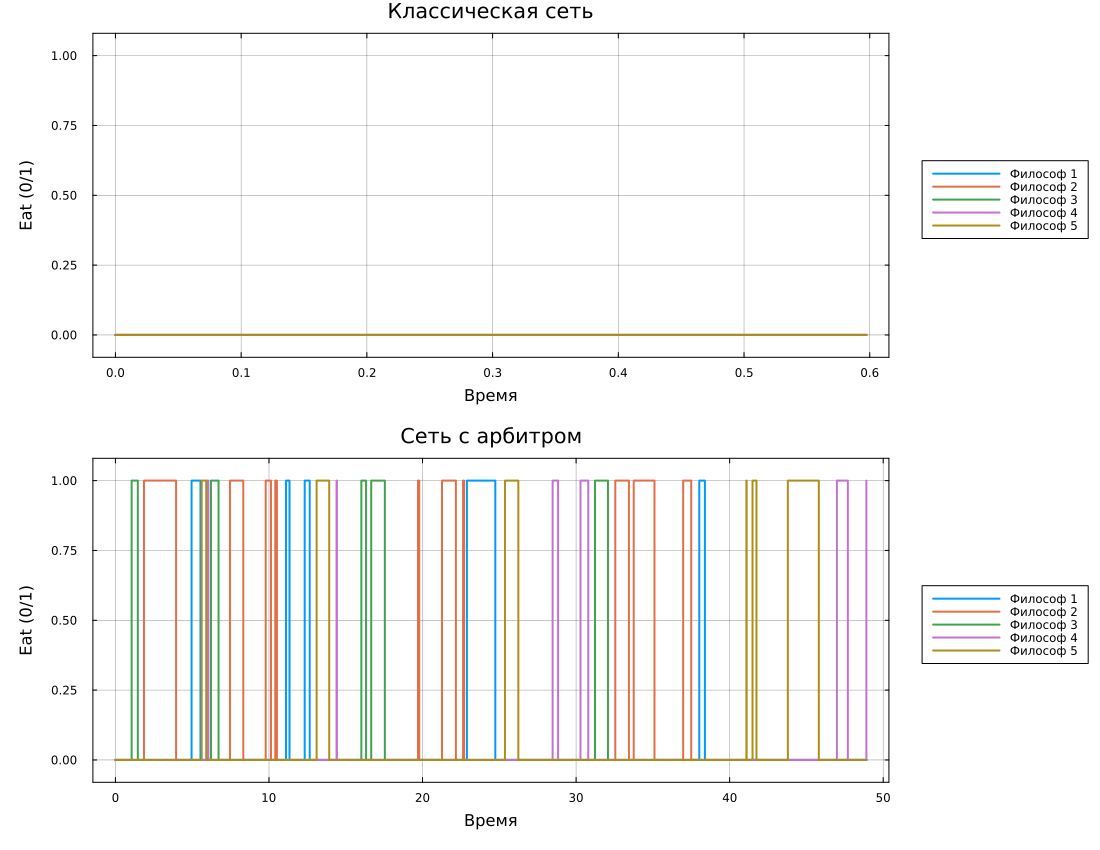 Классическая сеть
1.00
0.75
0.50
0.25
0.00
Eat (0/1)
0.0 0.1 0.2 0.3 0.4 0.5 0.6
Время
Философ 1
Философ 2
Философ 3
Философ 4
Философ 5
Сеть с арбитром
1.00
0.75
0.50
0.25
0.00
Eat (0/1)
0 10 20 30 40 50
Время
Философ 1
Философ 2
Философ 3
Философ 4
Философ 5